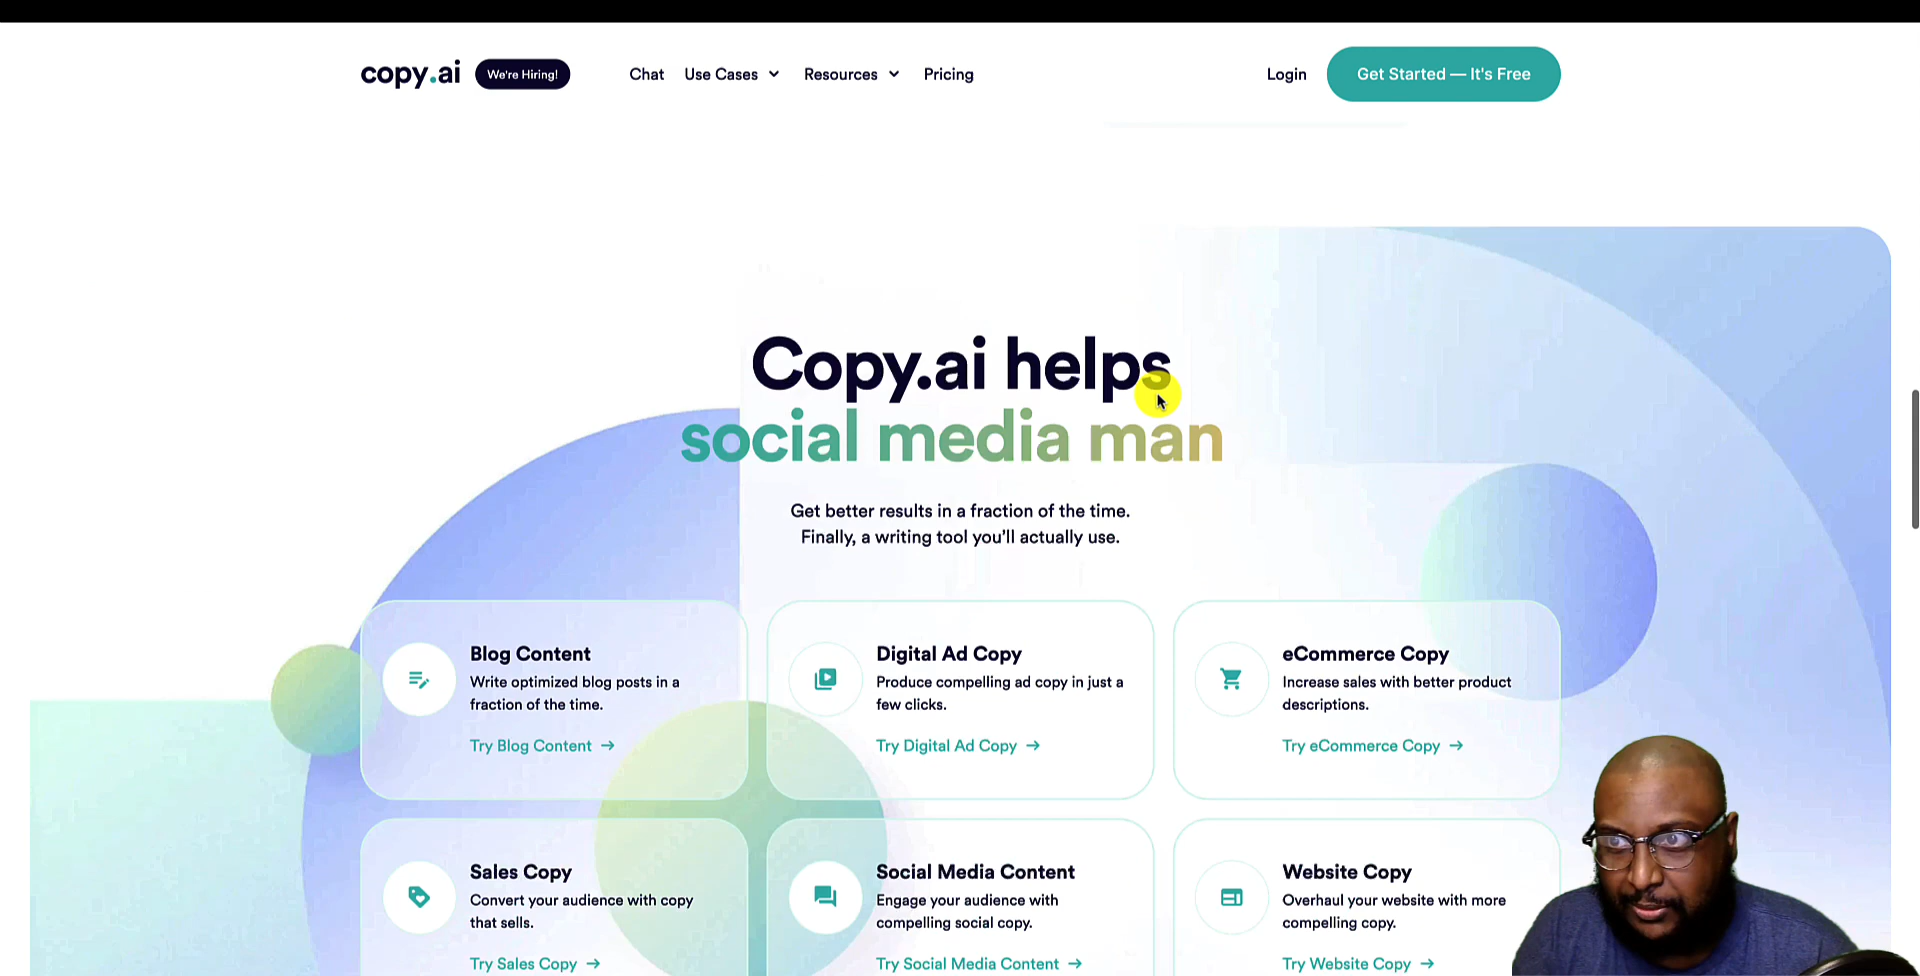 copy.ai We're Hiring! Chat Use Cases Resources Pricing Login Get Started — It's Free
Copy.ai helps
social media man
Get better results in a fraction of the time.
Finally, a writing tool you'll actually use.
Blog Content
Write optimized blog posts in a
fraction of the time.
Try Blog Content →
Digital Ad Copy
Produce compelling ad copy in just a
few clicks.
Try Digital Ad Copy →
eCommerce Copy
Increase sales with better product
descriptions.
Try eCommerce Copy →
Sales Copy
Convert your audience with copy
that sells.
Try Sales Copy →
Social Media Content
Engage your audience with
compelling social copy.
Try Social Media Content →
Website Copy
Overhaul your website with more
compelling copy.
Try Website Copy →